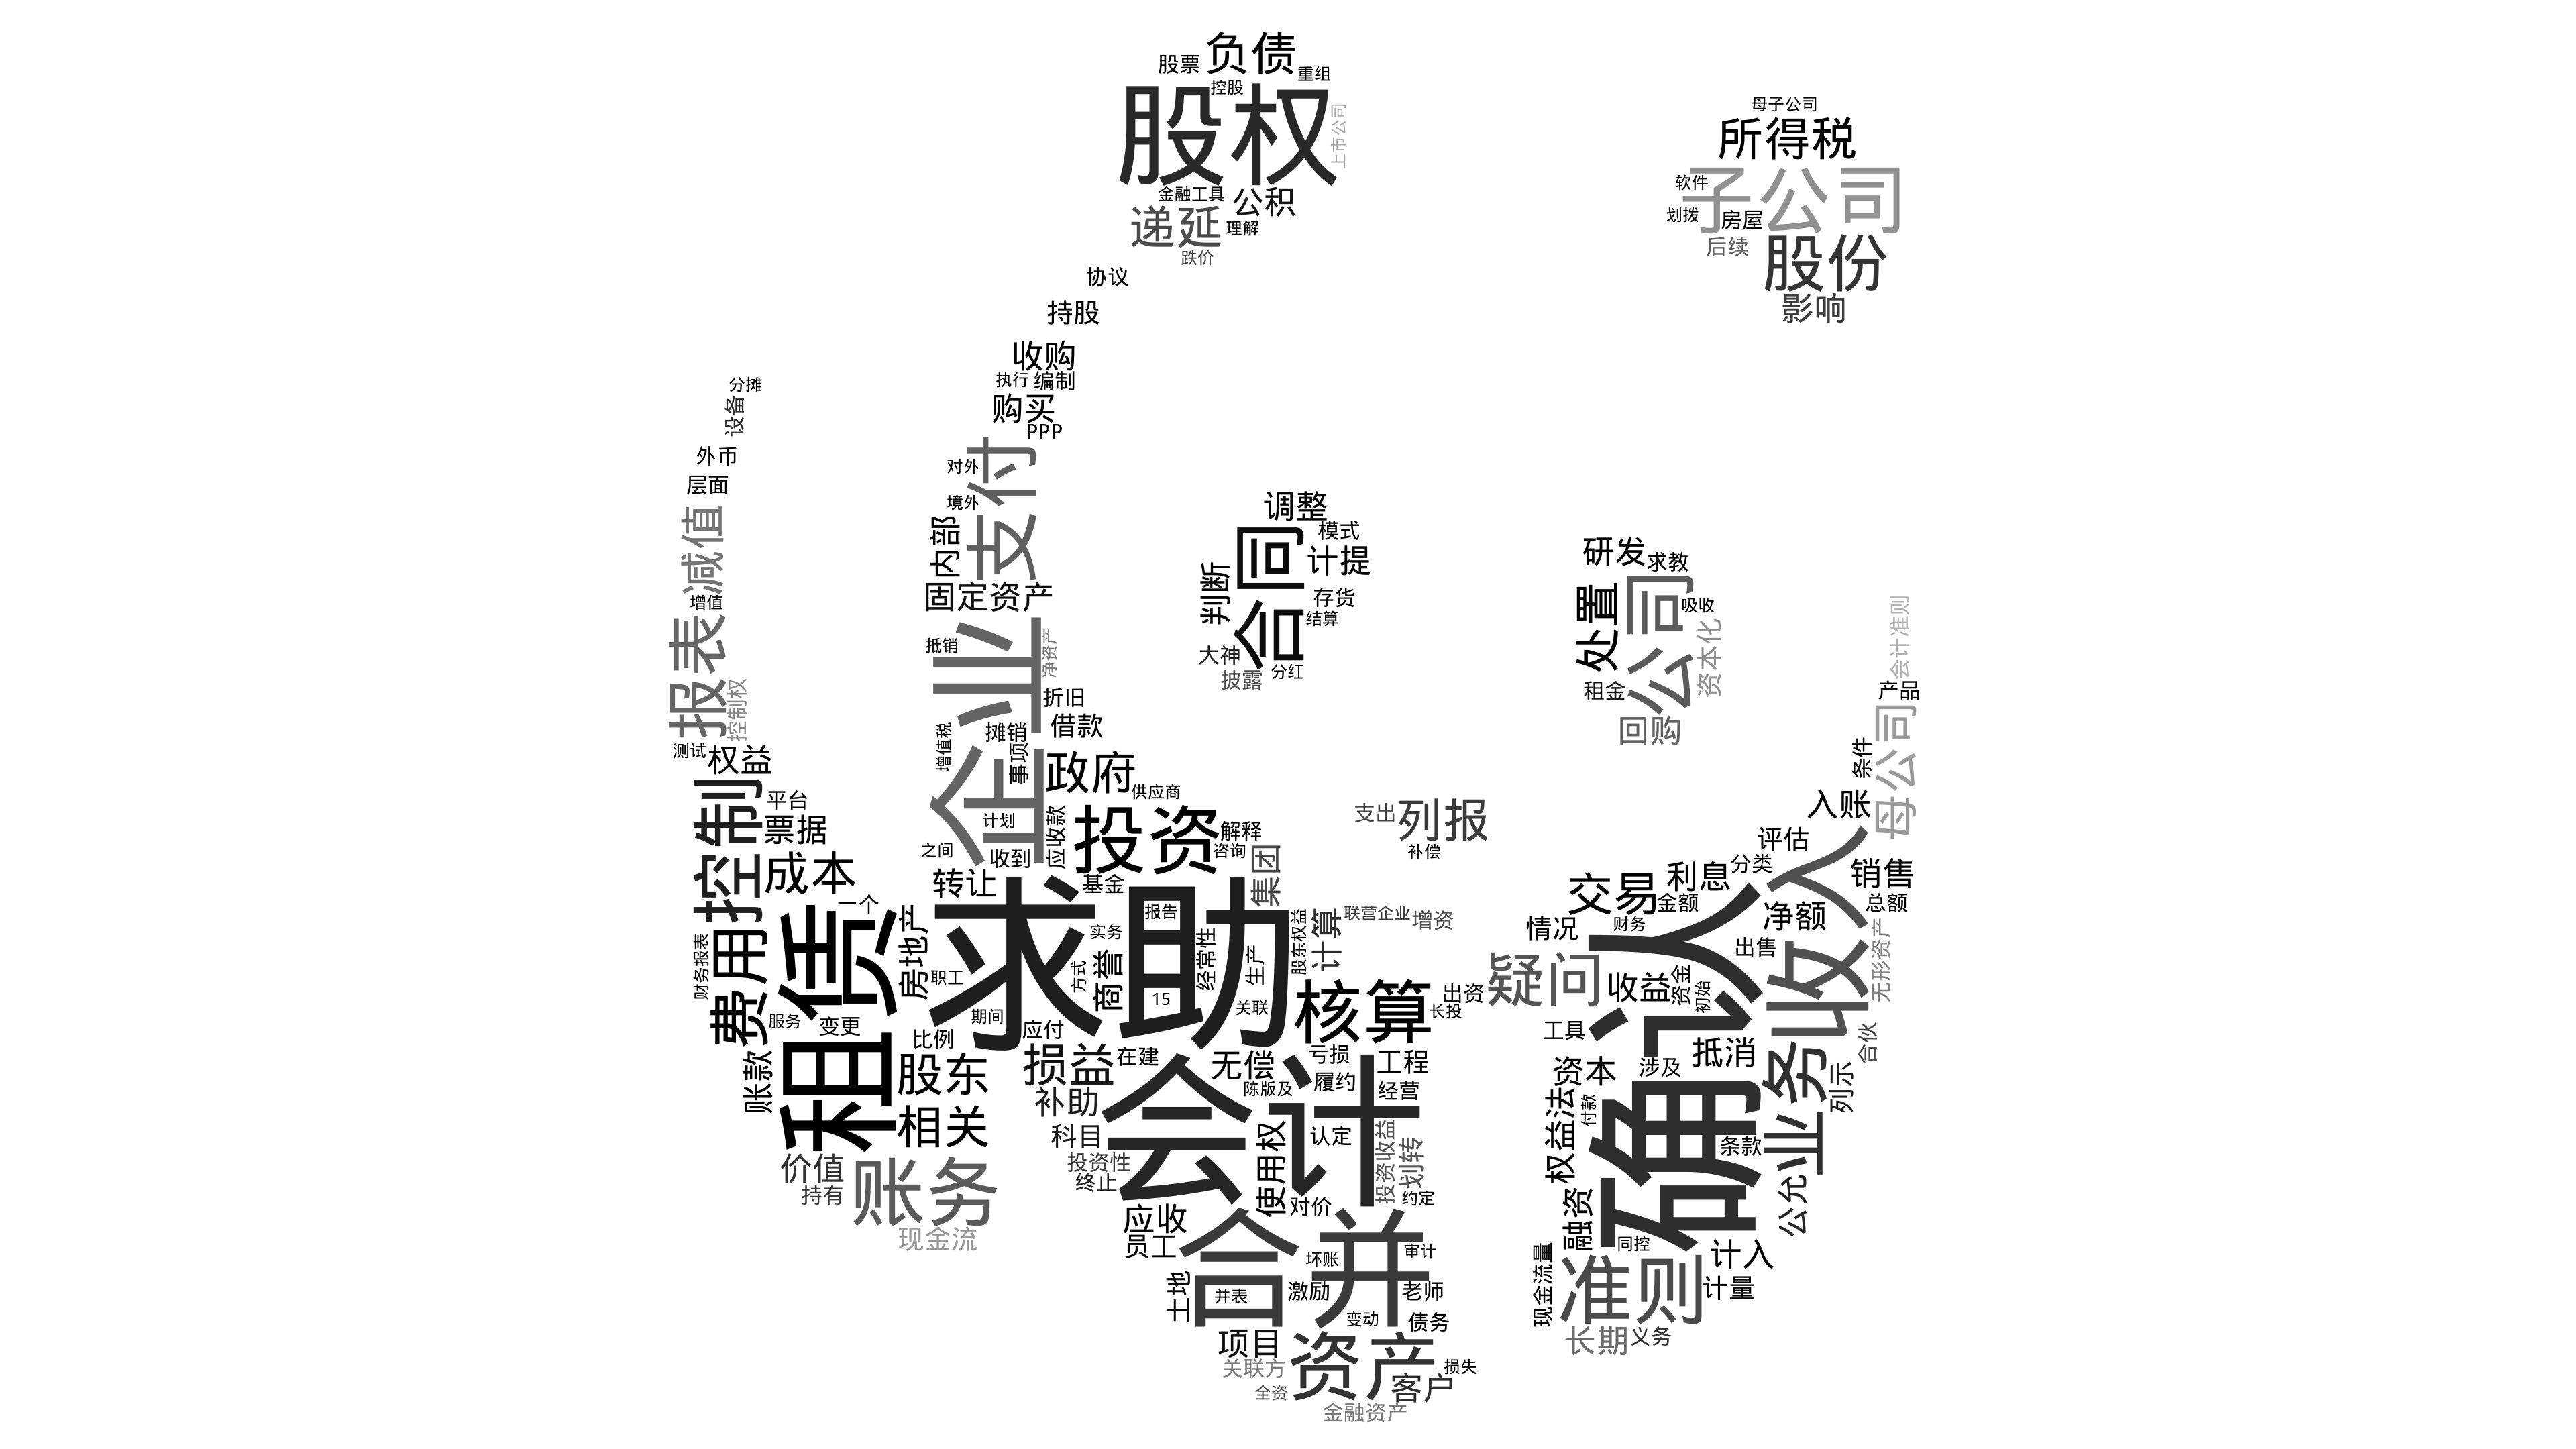 负债
股票
重组
控股
股权
上市公司
金融工具
公积
递延
理解
跌价
母子公司
所得税
软件
子公司
划拨
房屋
后续
股份
影响
协议
持股
收购
执行
编制
购买
PPP
支付
对外
境外
内部
固定资产
企业
抵销
净资产
折旧
借款
摊销
增值税
事项
政府
供应商
计划
之间
收到
应收款
投资
解释
咨询
转让
基金
集团
分摊
设备
外币
层面
减值
增值
报表
控制权
测试
权益
控制
平台
票据
成本
一个
租赁
费用
财务报表
房地产
职工
服务
变更
账款
比例
股东
相关
价值
持有
账务
现金流
调整
模式
合同
计提
判断
存货
结算
大神
披露
分红
研发
求教
处置
公司
吸收
资本化
租金
回购
支出
列报
补偿
求助
报告
实务
方式
商誉
经常性
生产
15
关联
股东权益
计算
联营企业
增资
期间
应付
核算
出资
长投
损益
在建
无偿
亏损
工程
陈版及
履约
经营
补助
会计
科目
使用权
认定
投资性
投资收益
划转
终止
对价
约定
应收
员工
合并
坏账
审计
土地
并表
激励
老师
变动
债务
项目
资产
关联方
损失
全资
客户
金融资产
会计准则
产品
母公司
条件
入账
评估
收入
分类
利息
交易
金额
销售
总额
净额
财务
情况
出售
无形资产
疑问
确认
收益
资金
初始
工具
抵消
合伙
资本
涉及
业务
列示
权益法
付款
条款
公允
融资
同控
计入
现金流量
准则
计量
长期
义务